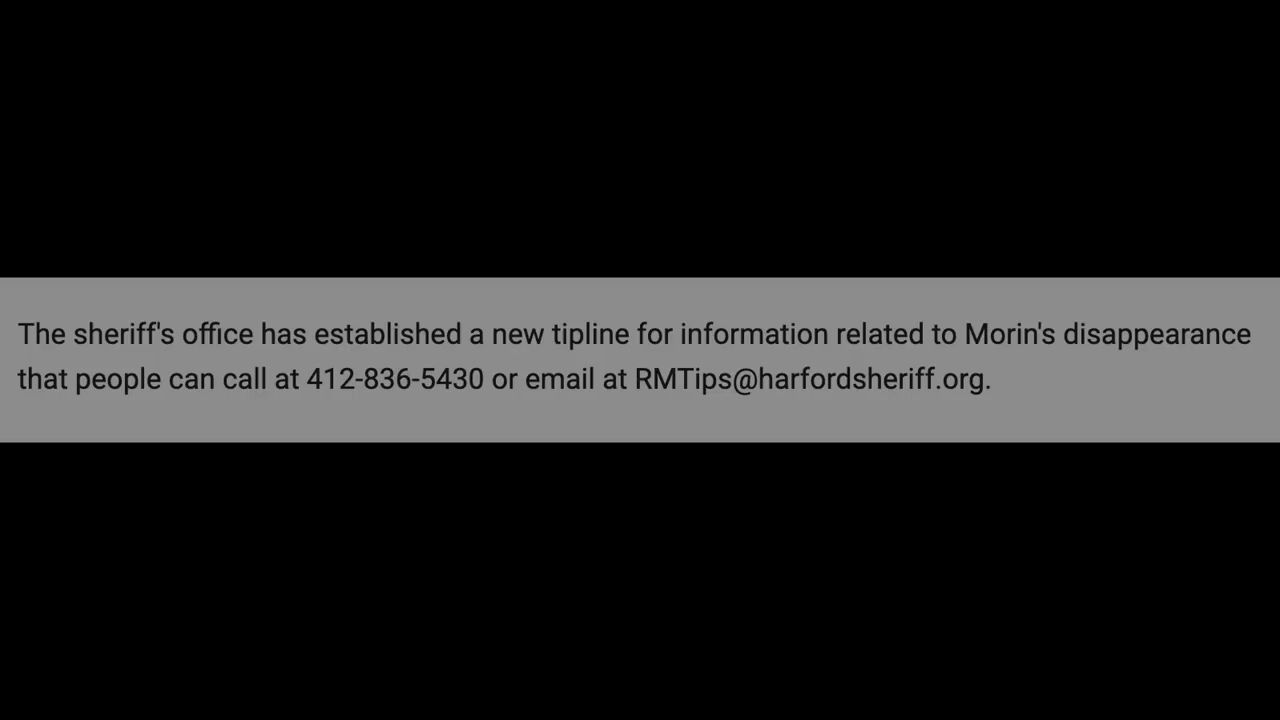 The sheriff's office has established a new tipline for information related to Morin's disappearance
that people can call at 412-836-5430 or email at RMTips@harfordsheriff.org.